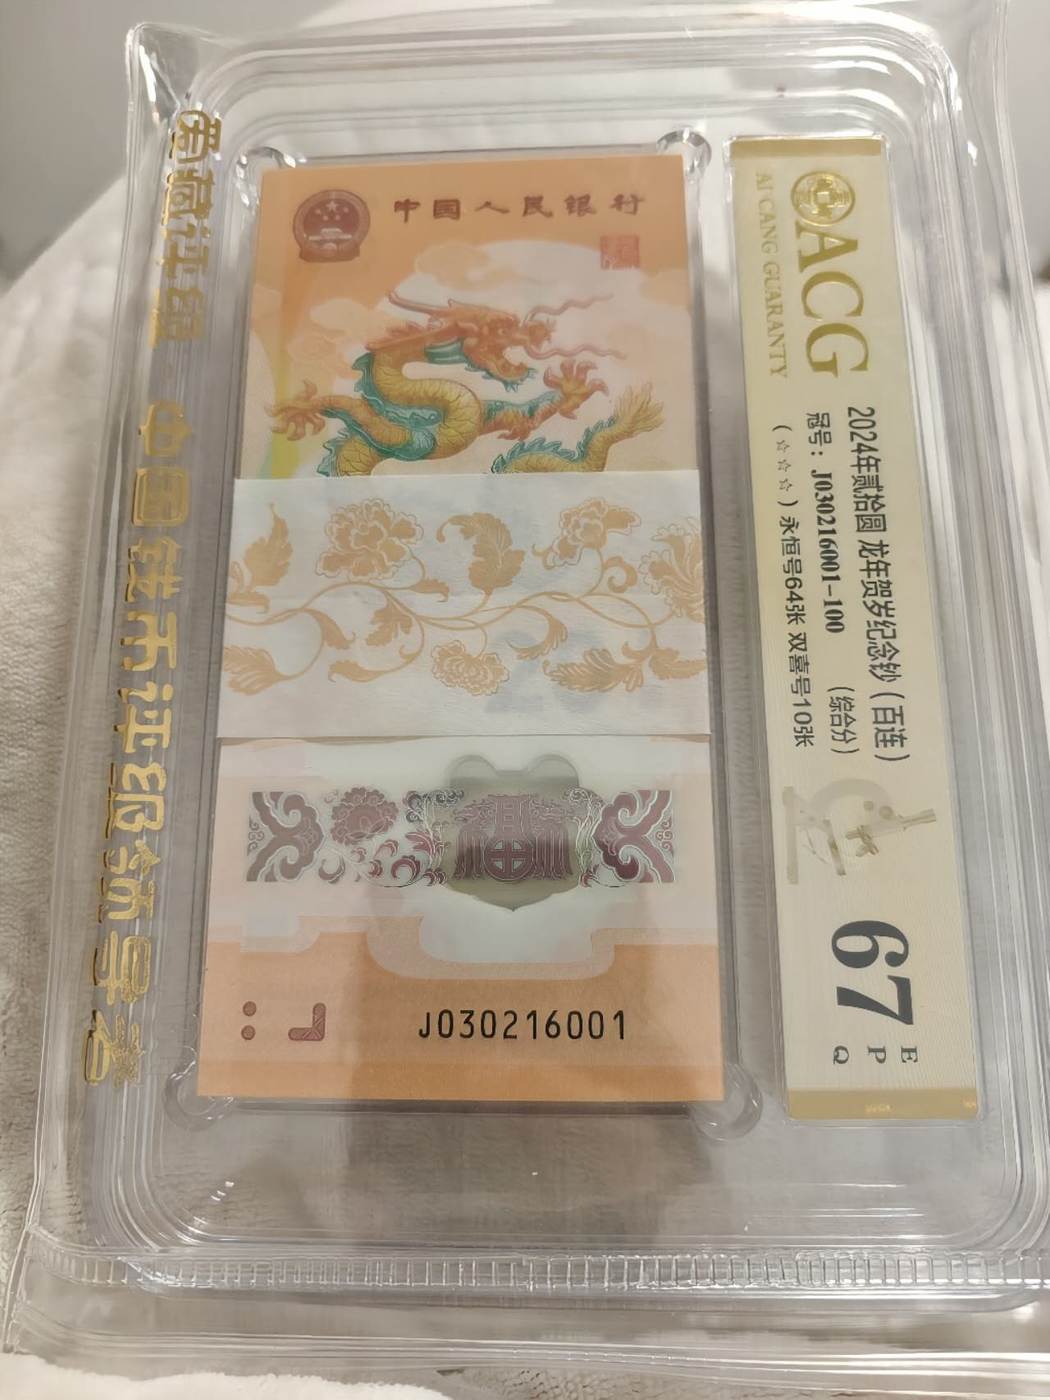 爱藏评级 中国钱币评级领导者
中国人民银行
福
J030216001
ACG
AI CANG GUARANTY
2024年贰拾圆 龙年贺岁纪念钞（百连）
冠号：J030216001-100 （综合分）
（☆☆☆）永恒号64张 双喜号10张
67
EPQ